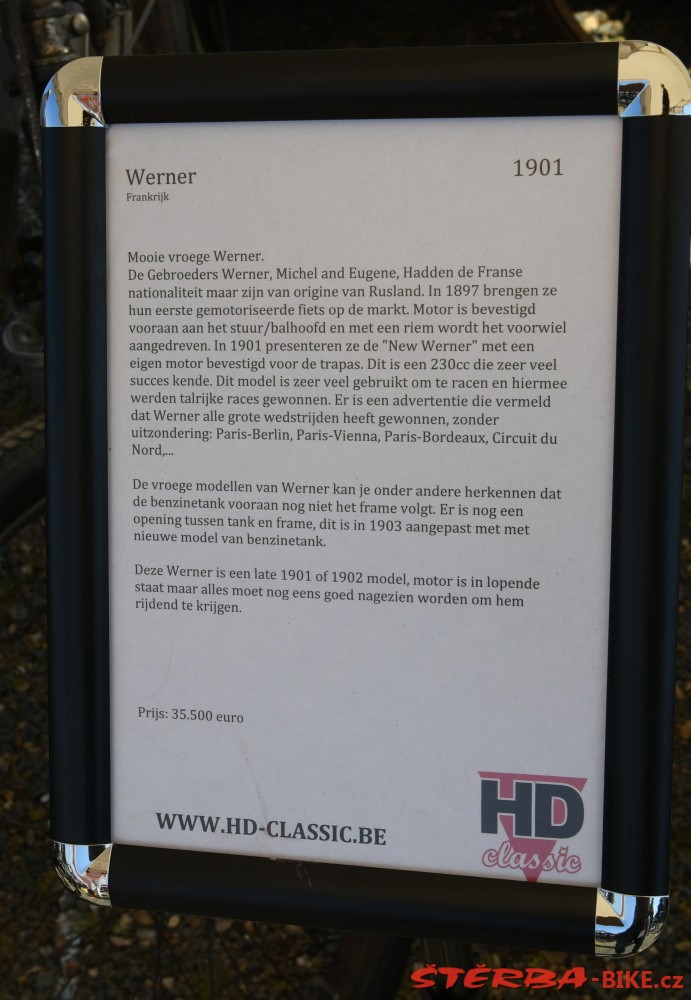 Werner 1901
Frankrijk
Mooie vroege Werner.
De Gebroeders Werner, Michel and Eugene, Hadden de Franse
nationaliteit maar zijn van origine van Rusland. In 1897 brengen ze
hun eerste gemotoriseerde fiets op de markt. Motor is bevestigd
vooraan aan het stuur/balhoofd en met een riem wordt het voorwiel
aangedreven. In 1901 presenteren ze de "New Werner" met een
eigen motor bevestigd voor de trapas. Dit is een 230cc die zeer veel
succes kende. Dit model is zeer veel gebruikt om te racen en hiermee
werden talrijke races gewonnen. Er is een advertentie die vermeld
dat Werner alle grote wedstrijden heeft gewonnen, zonder
uitzondering: Paris-Berlin, Paris-Vienna, Paris-Bordeaux, Circuit du
Nord,...
De vroege modellen van Werner kan je onder andere herkennen dat
de benzinetank vooraan nog niet het frame volgt. Er is nog een
opening tussen tank en frame, dit is in 1903 aangepast met met
nieuwe model van benzinetank.
Deze Werner is een late 1901 of 1902 model, motor is in lopende
staat maar alles moet nog eens goed nagezien worden om hem
rijdend te krijgen.
Prijs: 35.500 euro
WWW.HD-CLASSIC.BE
HD
classic
ŠTĚRBA-BIKE.cz